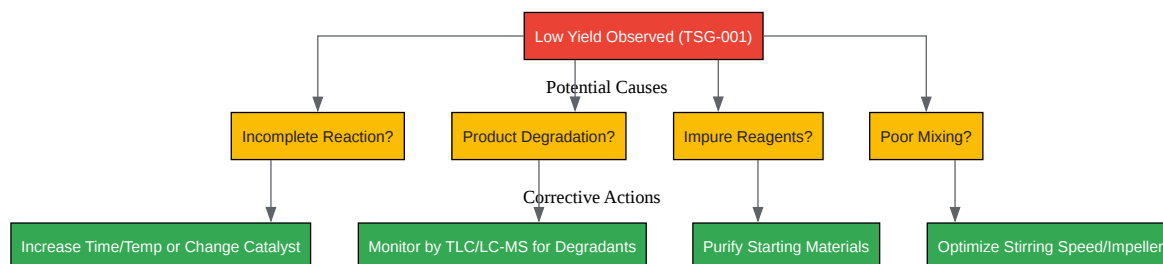 Low Yield Observed (TSG-001)
Potential Causes
Incomplete Reaction?
Product Degradation?
Impure Reagents?
Poor Mixing?
Corrective Actions
Increase Time/Temp or Change Catalyst
Monitor by TLC/LC-MS for Degradants
Purify Starting Materials
Optimize Stirring Speed/Impeller